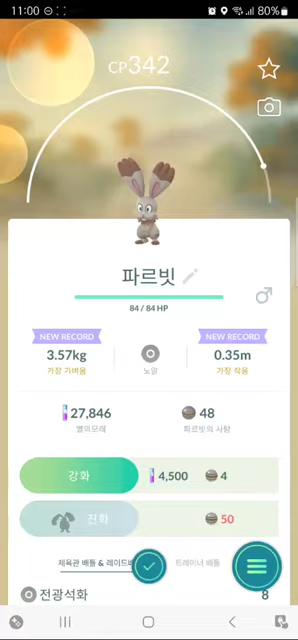 11:00
80%
CP342
파르빗
84 / 84 HP
NEW RECORD
NEW RECORD
3.57kg
0.35m
가장 가벼움
노말
가장 작음
27,846
48
별의모래
파르빗의 사탕
강화
4,500
4
진화
50
체육관 배틀 & 레이드배
트레이너 배틀
전광석화
8